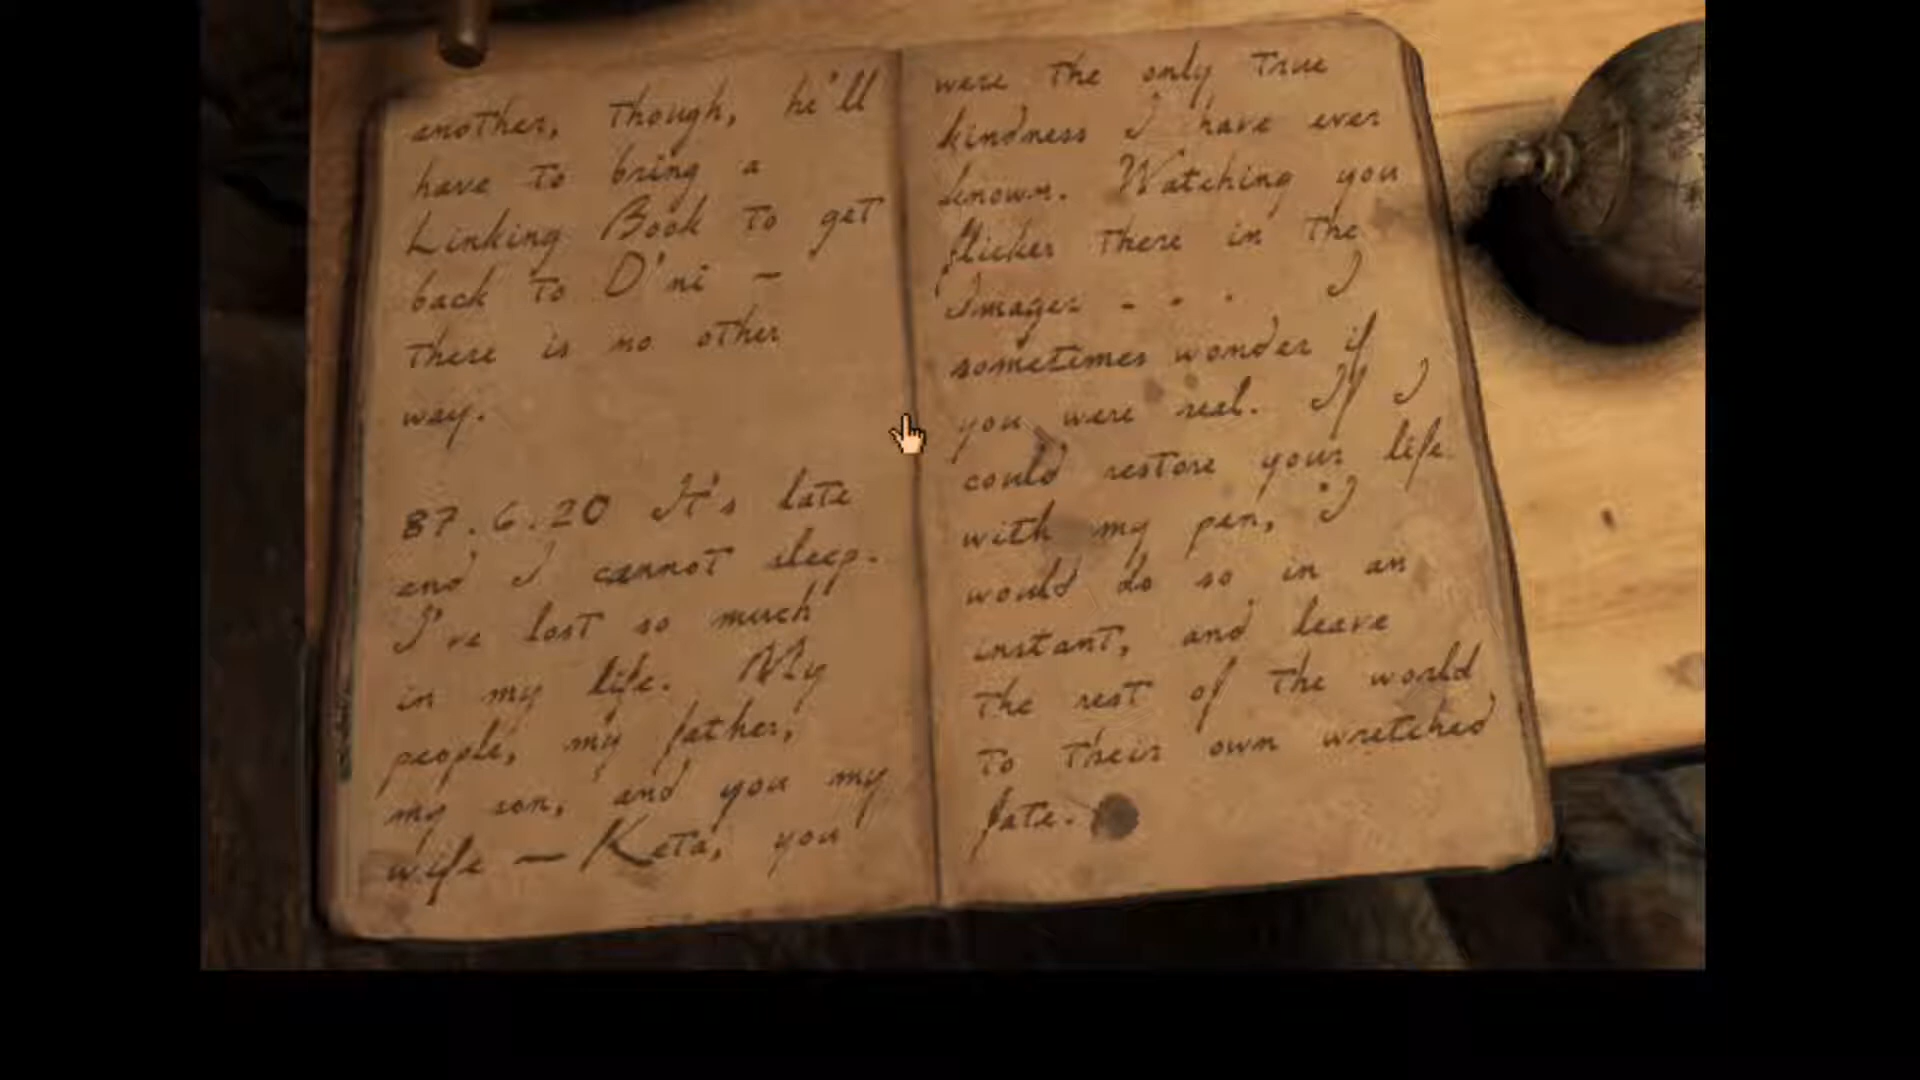 another, though, he'll
have to bring a
Linking Book to get
back to D'ni -
there is no other
way.
87.6.20 It's late
and I cannot sleep.
I've lost so much
in my life. My
people, my father,
my son, and you my
wife - Keta, you
were the only true
kindness I have ever
known. Watching you
flicker there in the
Imager - - - I
sometimes wonder if
you were real. If I
could restore your life
with my pen, I
would do so in an
instant, and leave
the rest of the world
to their own wretched
fate.